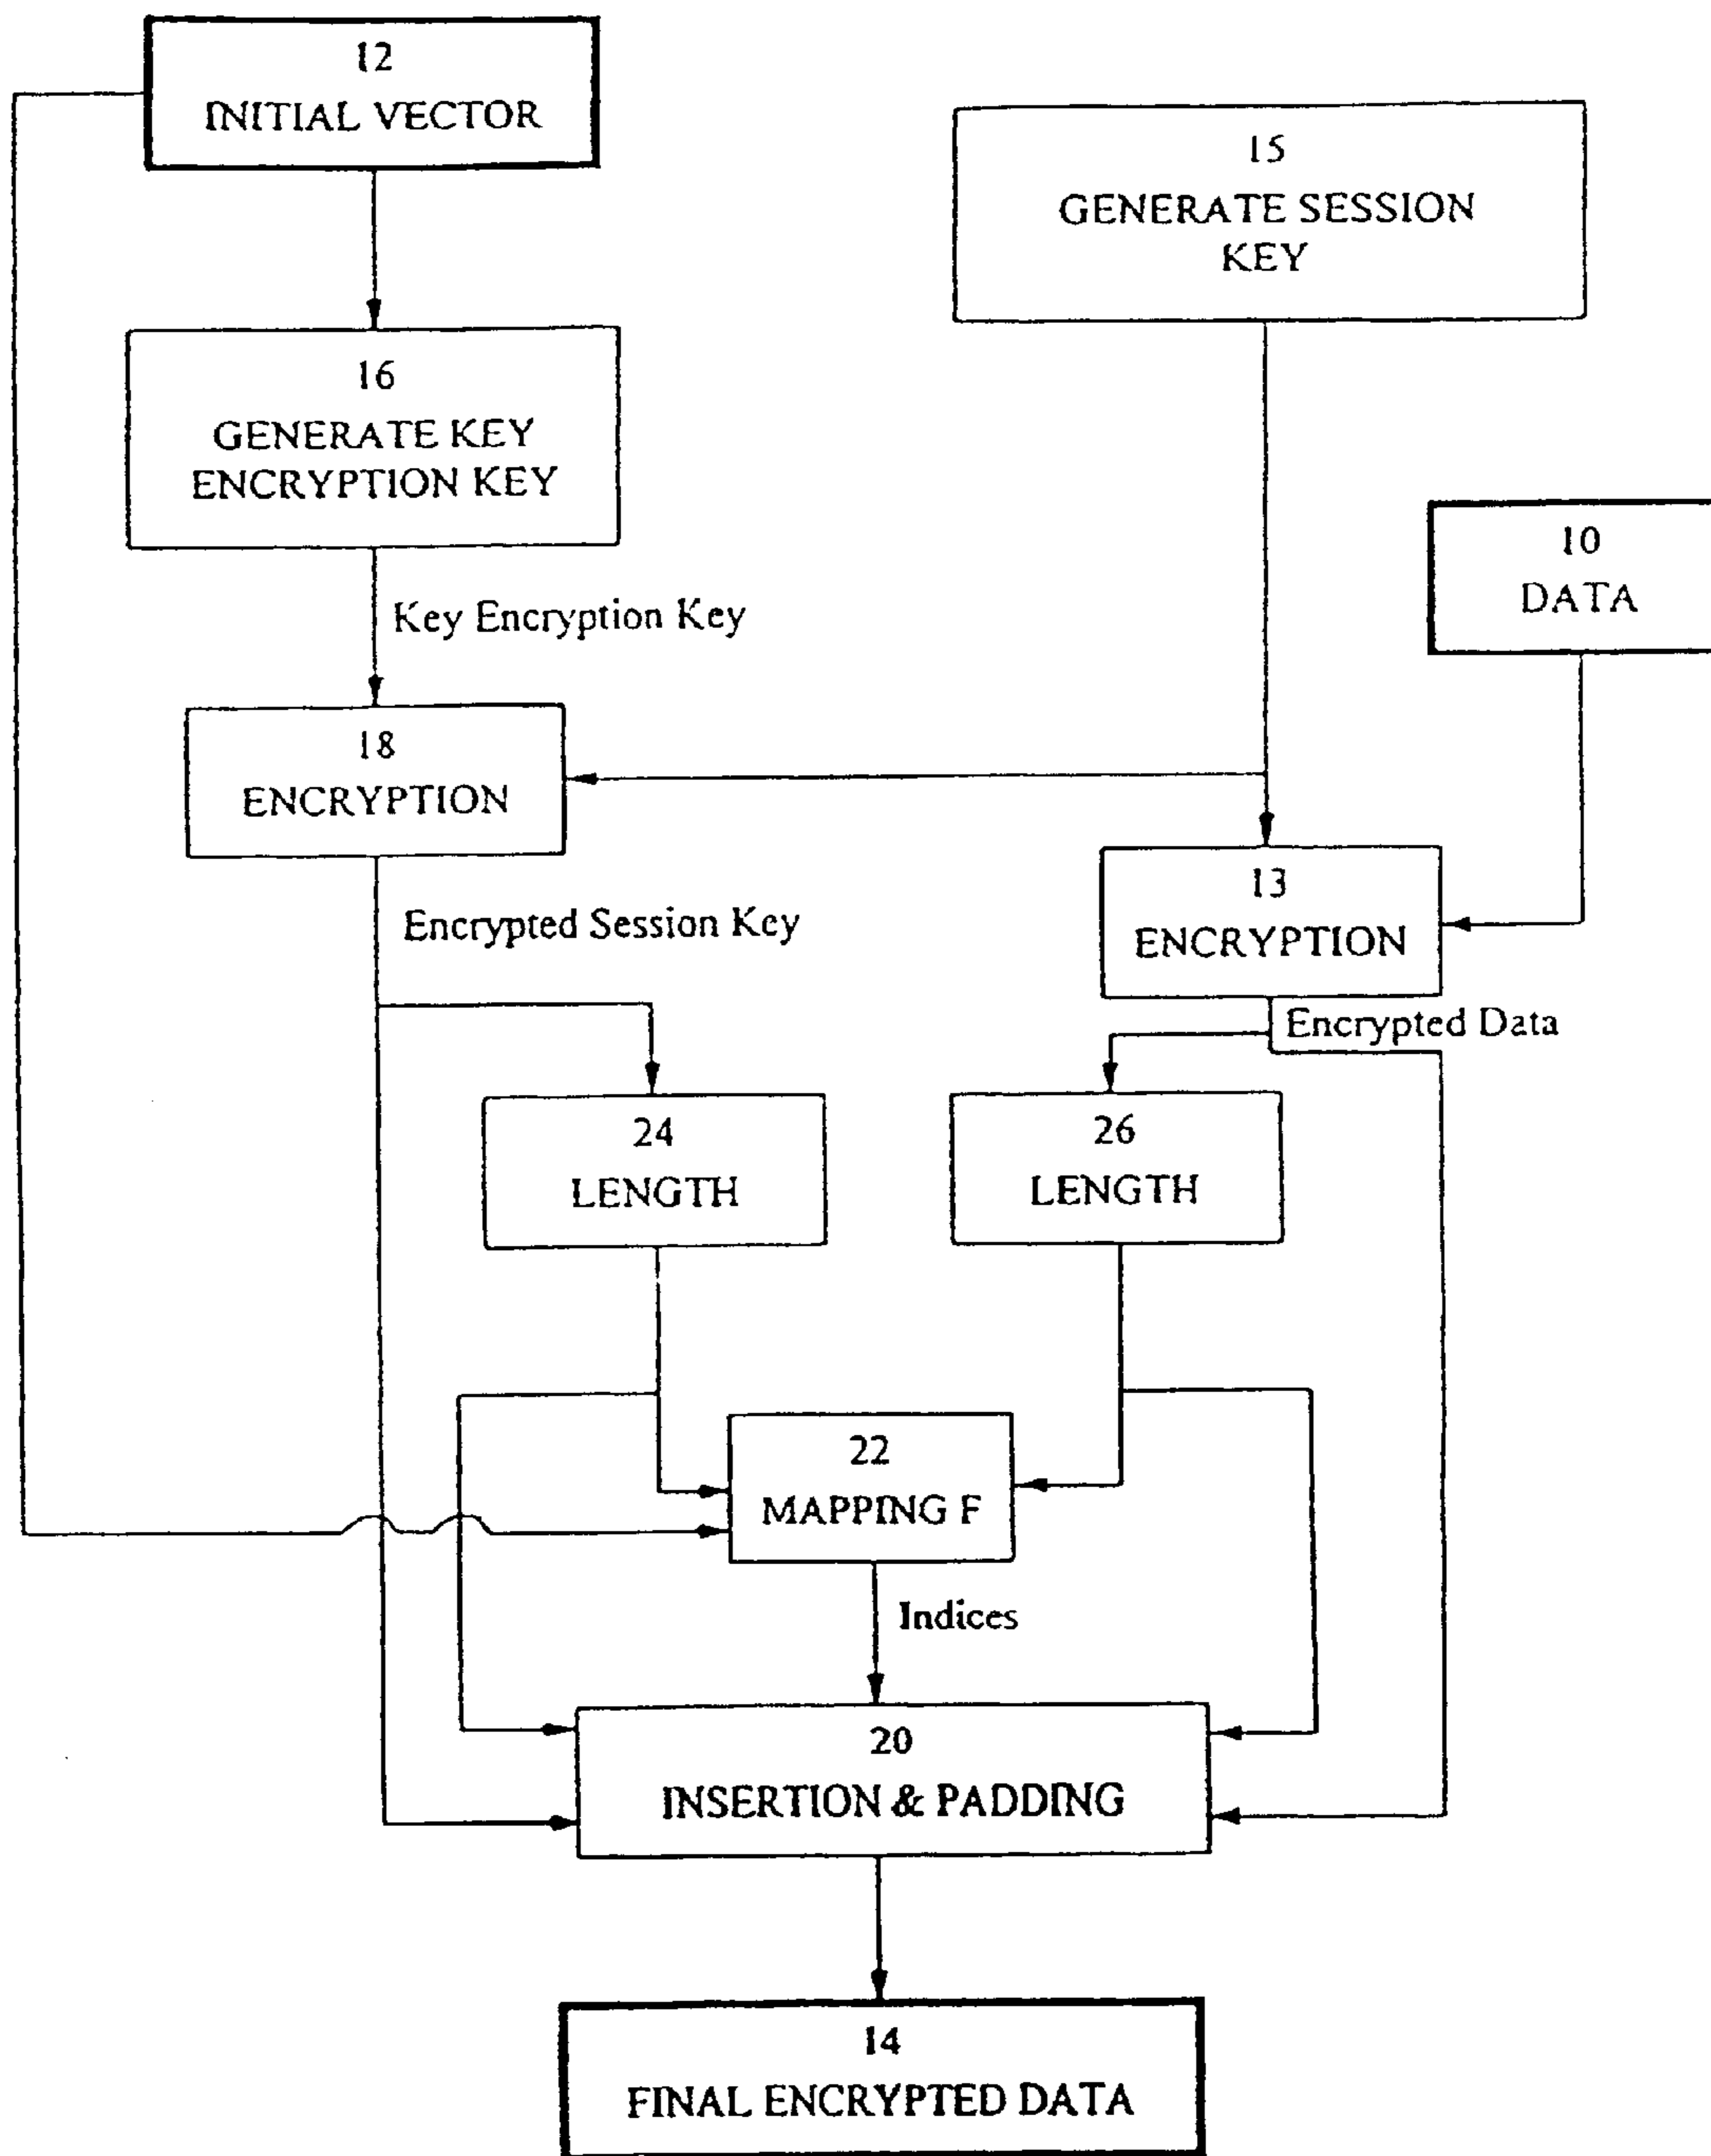 12
INITIAL VECTOR
15
GENERATE SESSION
KEY
16
GENERATE KEY
ENCRYPTION KEY
10
DATA
Key Encryption Key
18
ENCRYPTION
13
ENCRYPTION
Encrypted Session Key
Encrypted Data
24
LENGTH
26
LENGTH
22
MAPPING F
Indices
20
INSERTION & PADDING
14
FINAL ENCRYPTED DATA